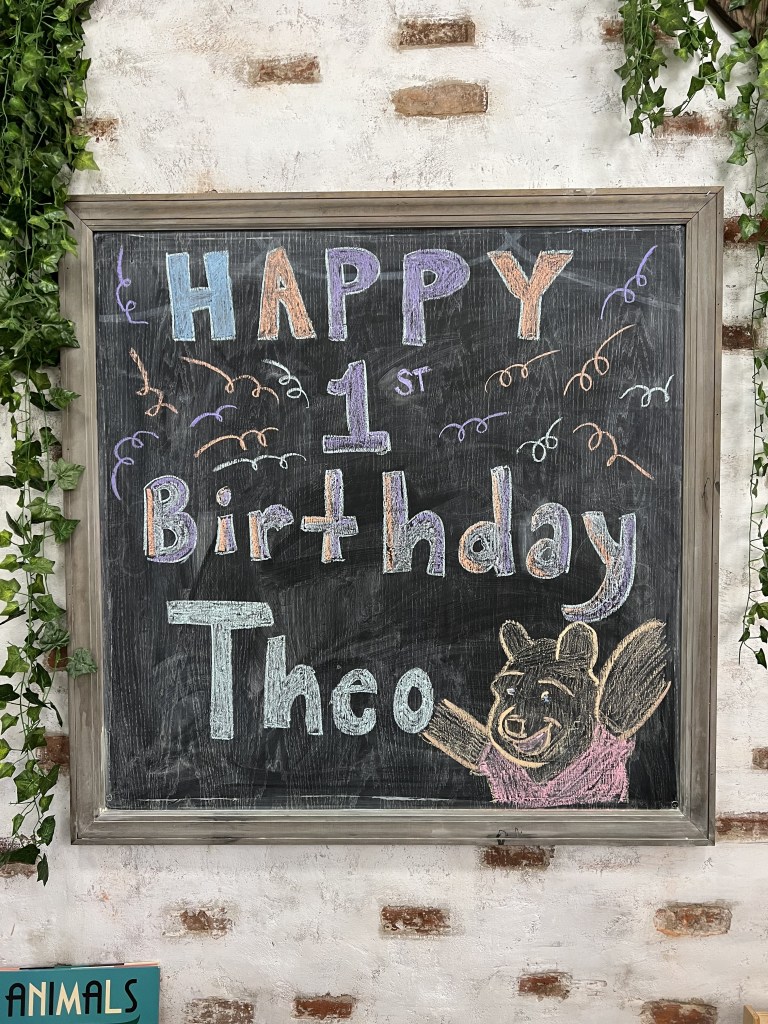 HAPPY
1ST
Birthday
Theo
ANIMALS